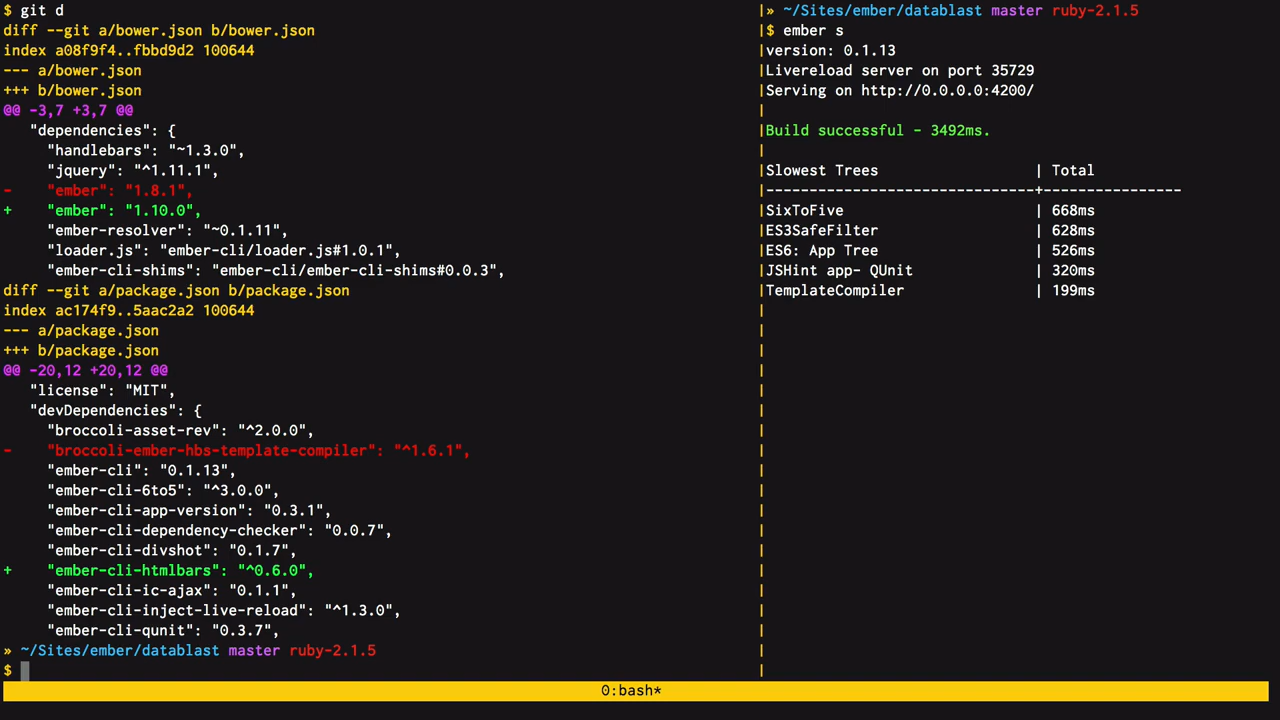 $ git d
diff --git a/bower.json b/bower.json
index a08f9f4..fbbd9d2 100644
--- a/bower.json
+++ b/bower.json
@@ -3,7 +3,7 @@
"dependencies": {
"handlebars": "~1.3.0",
"jquery": "^1.11.1",
- "ember": "1.8.1",
+ "ember": "1.10.0",
"ember-resolver": "~0.1.11",
"loader.js": "ember-cli/loader.js#1.0.1",
"ember-cli-shims": "ember-cli/ember-cli-shims#0.0.3",
diff --git a/package.json b/package.json
index ac174f9..5aac2a2 100644
--- a/package.json
+++ b/package.json
@@ -20,12 +20,12 @@
"license": "MIT",
"devDependencies": {
"broccoli-asset-rev": "^2.0.0",
- "broccoli-ember-hbs-template-compiler": "^1.6.1",
"ember-cli": "0.1.13",
"ember-cli-6to5": "^3.0.0",
"ember-cli-app-version": "0.3.1",
"ember-cli-dependency-checker": "0.0.7",
"ember-cli-divshot": "0.1.7",
+ "ember-cli-htmlbars": "^0.6.0",
"ember-cli-ic-ajax": "0.1.1",
"ember-cli-inject-live-reload": "^1.3.0",
"ember-cli-qunit": "0.3.7",
» ~/Sites/ember/datablast master ruby-2.1.5
$
» ~/Sites/ember/datablast master ruby-2.1.5
$ ember s
version: 0.1.13
Livereload server on port 35729
Serving on http://0.0.0.0:4200/
Build successful - 3492ms.
Slowest Trees | Total
-------------------------------+----------------
SixToFive | 668ms
ES3SafeFilter | 628ms
ES6: App Tree | 526ms
JSHint app- QUnit | 320ms
TemplateCompiler | 199ms
0:bash*